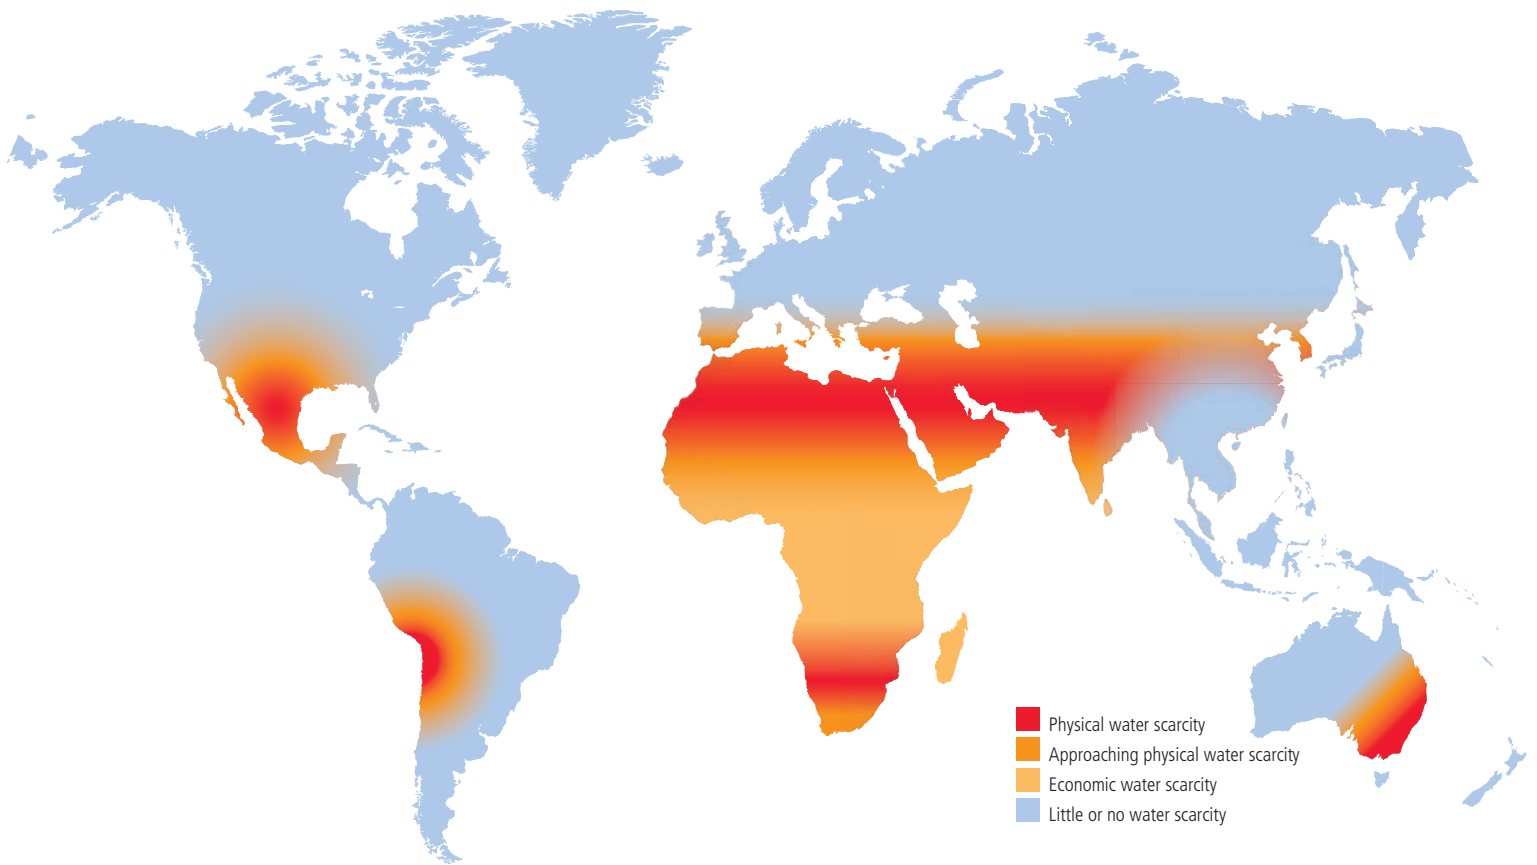 Physical water scarcity
Approaching physical water scarcity
Economic water scarcity
Little or no water scarcity